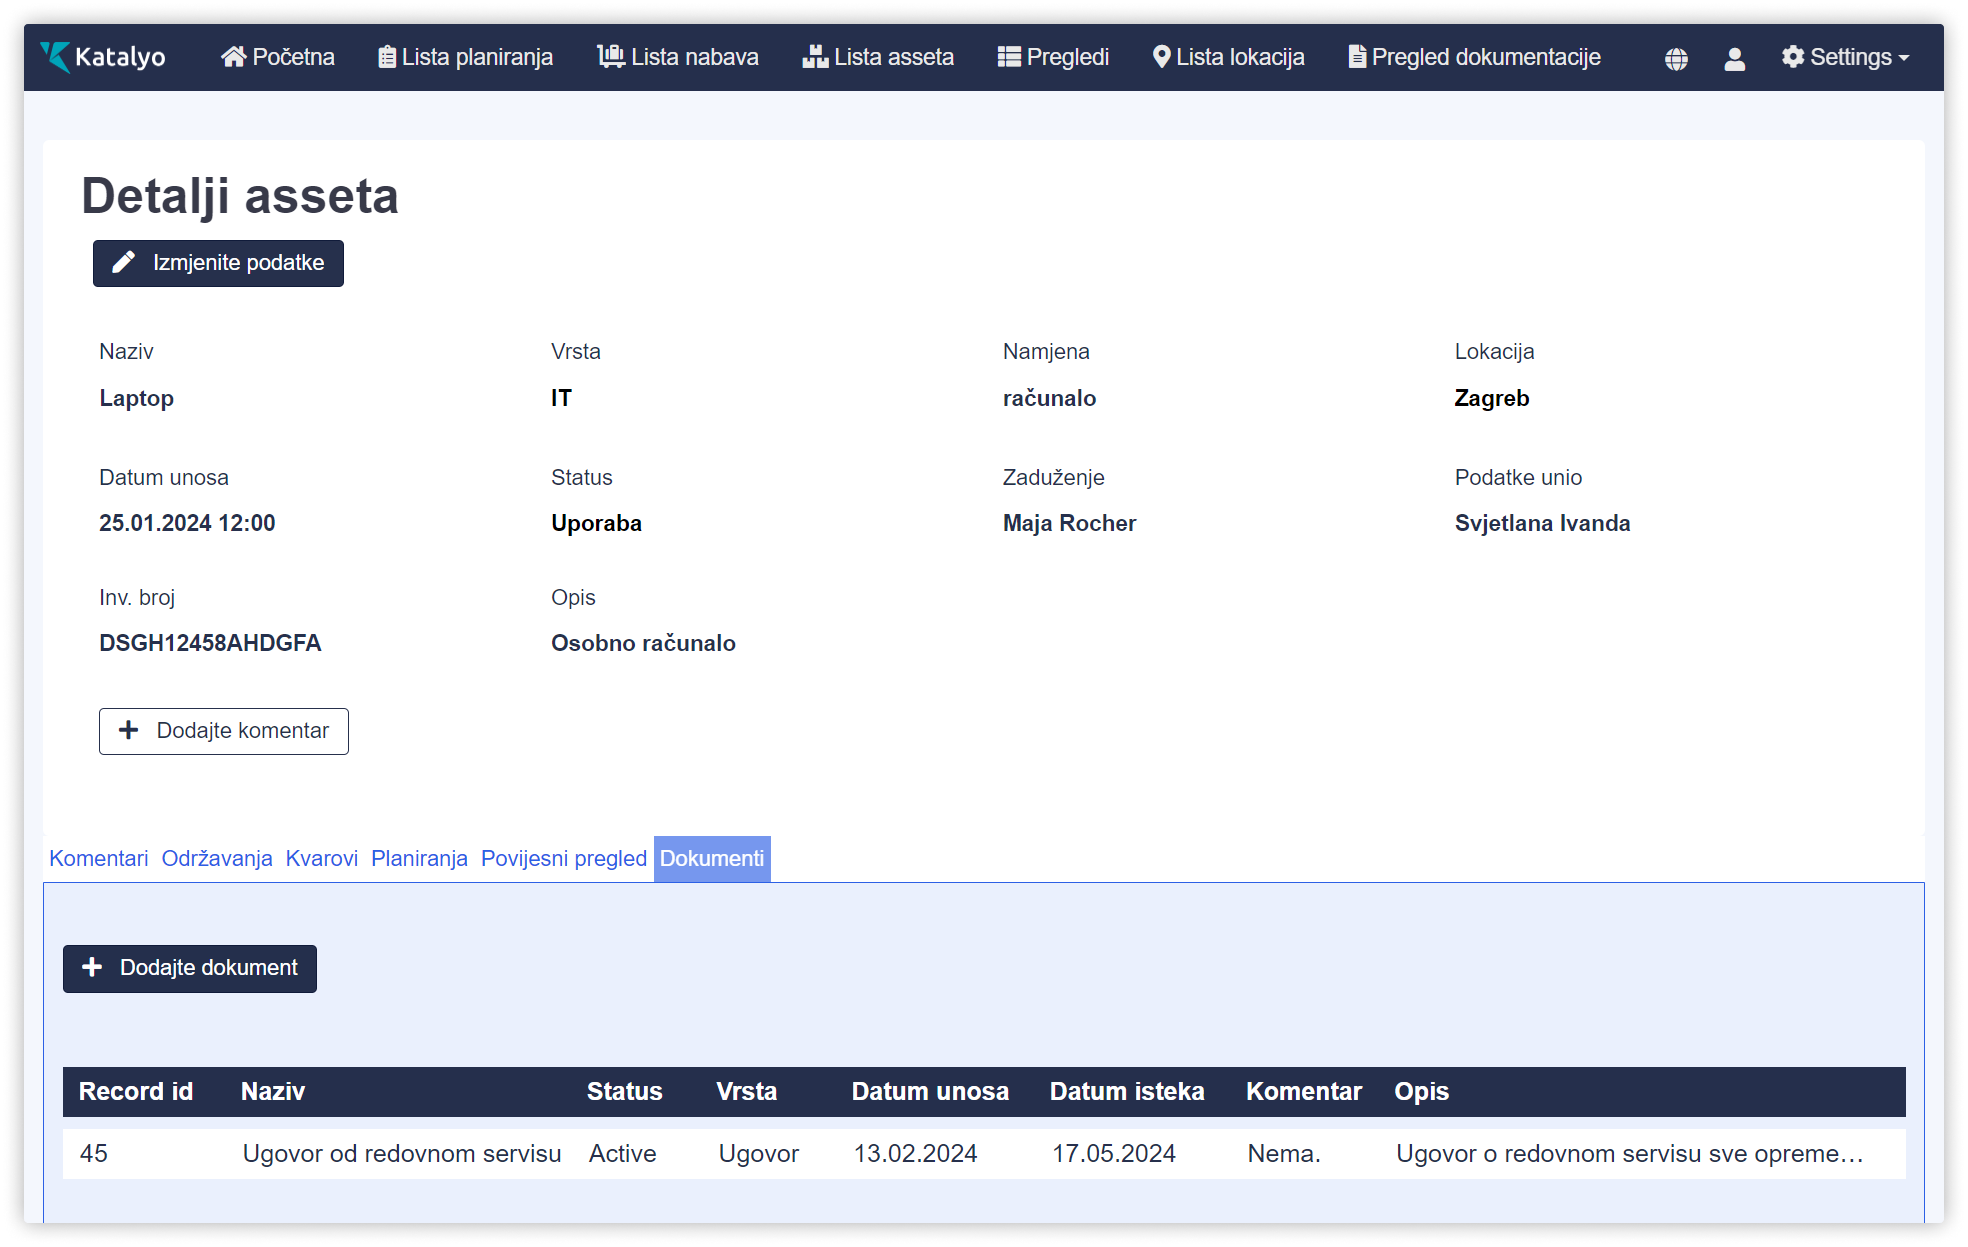 Katalyo Početna Lista planiranja Lista nabava Lista asseta Pregledi Lista lokacija Pregled dokumentacije Settings
Detalji asseta
Izmjenite podatke
Naziv Vrsta Namjena Lokacija
Laptop IT računalo Zagreb
Datum unosa Status Zaduženje Podatke unio
25.01.2024 12:00 Uporaba Maja Rocher Svjetlana Ivanda
Inv. broj Opis
DSGH12458AHDGFA Osobno računalo
Dodajte komentar
Komentari Održavanja Kvarovi Planiranja Povijesni pregled Dokumenti
Dodajte dokument
Record id Naziv Status Vrsta Datum unosa Datum isteka Komentar Opis
45 Ugovor od redovnom servisu Active Ugovor 13.02.2024 17.05.2024 Nema. Ugovor o redovnom servisu sve opreme…